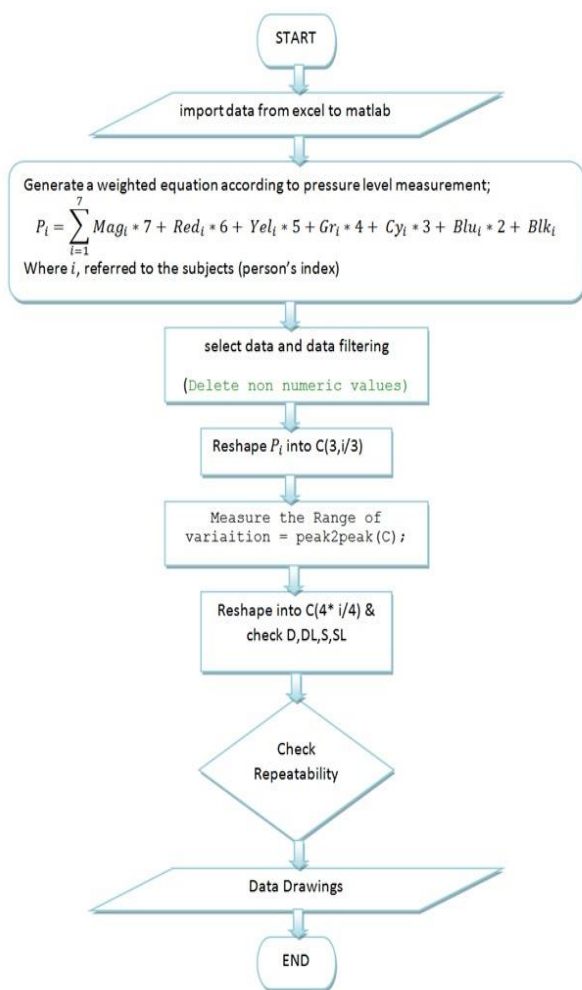 START
import data from excel to matlab
Generate a weighted equation according to pressure level measurement;
7
P_i = ∑ Mag_i * 7 + Red_i * 6 + Yel_i * 5 + Gr_i * 4 + Cy_i * 3 + Blu_i * 2 + Blk_i
i=1
Where i, referred to the subjects (person's index)
select data and data filtering
(Delete non numeric values)
Reshape P_i into C(3,i/3)
Measure the Range of
variaition = peak2peak(C);
Reshape into C(4* i/4) &
check D,DL,S,SL
Check
Repeatability
Data Drawings
END